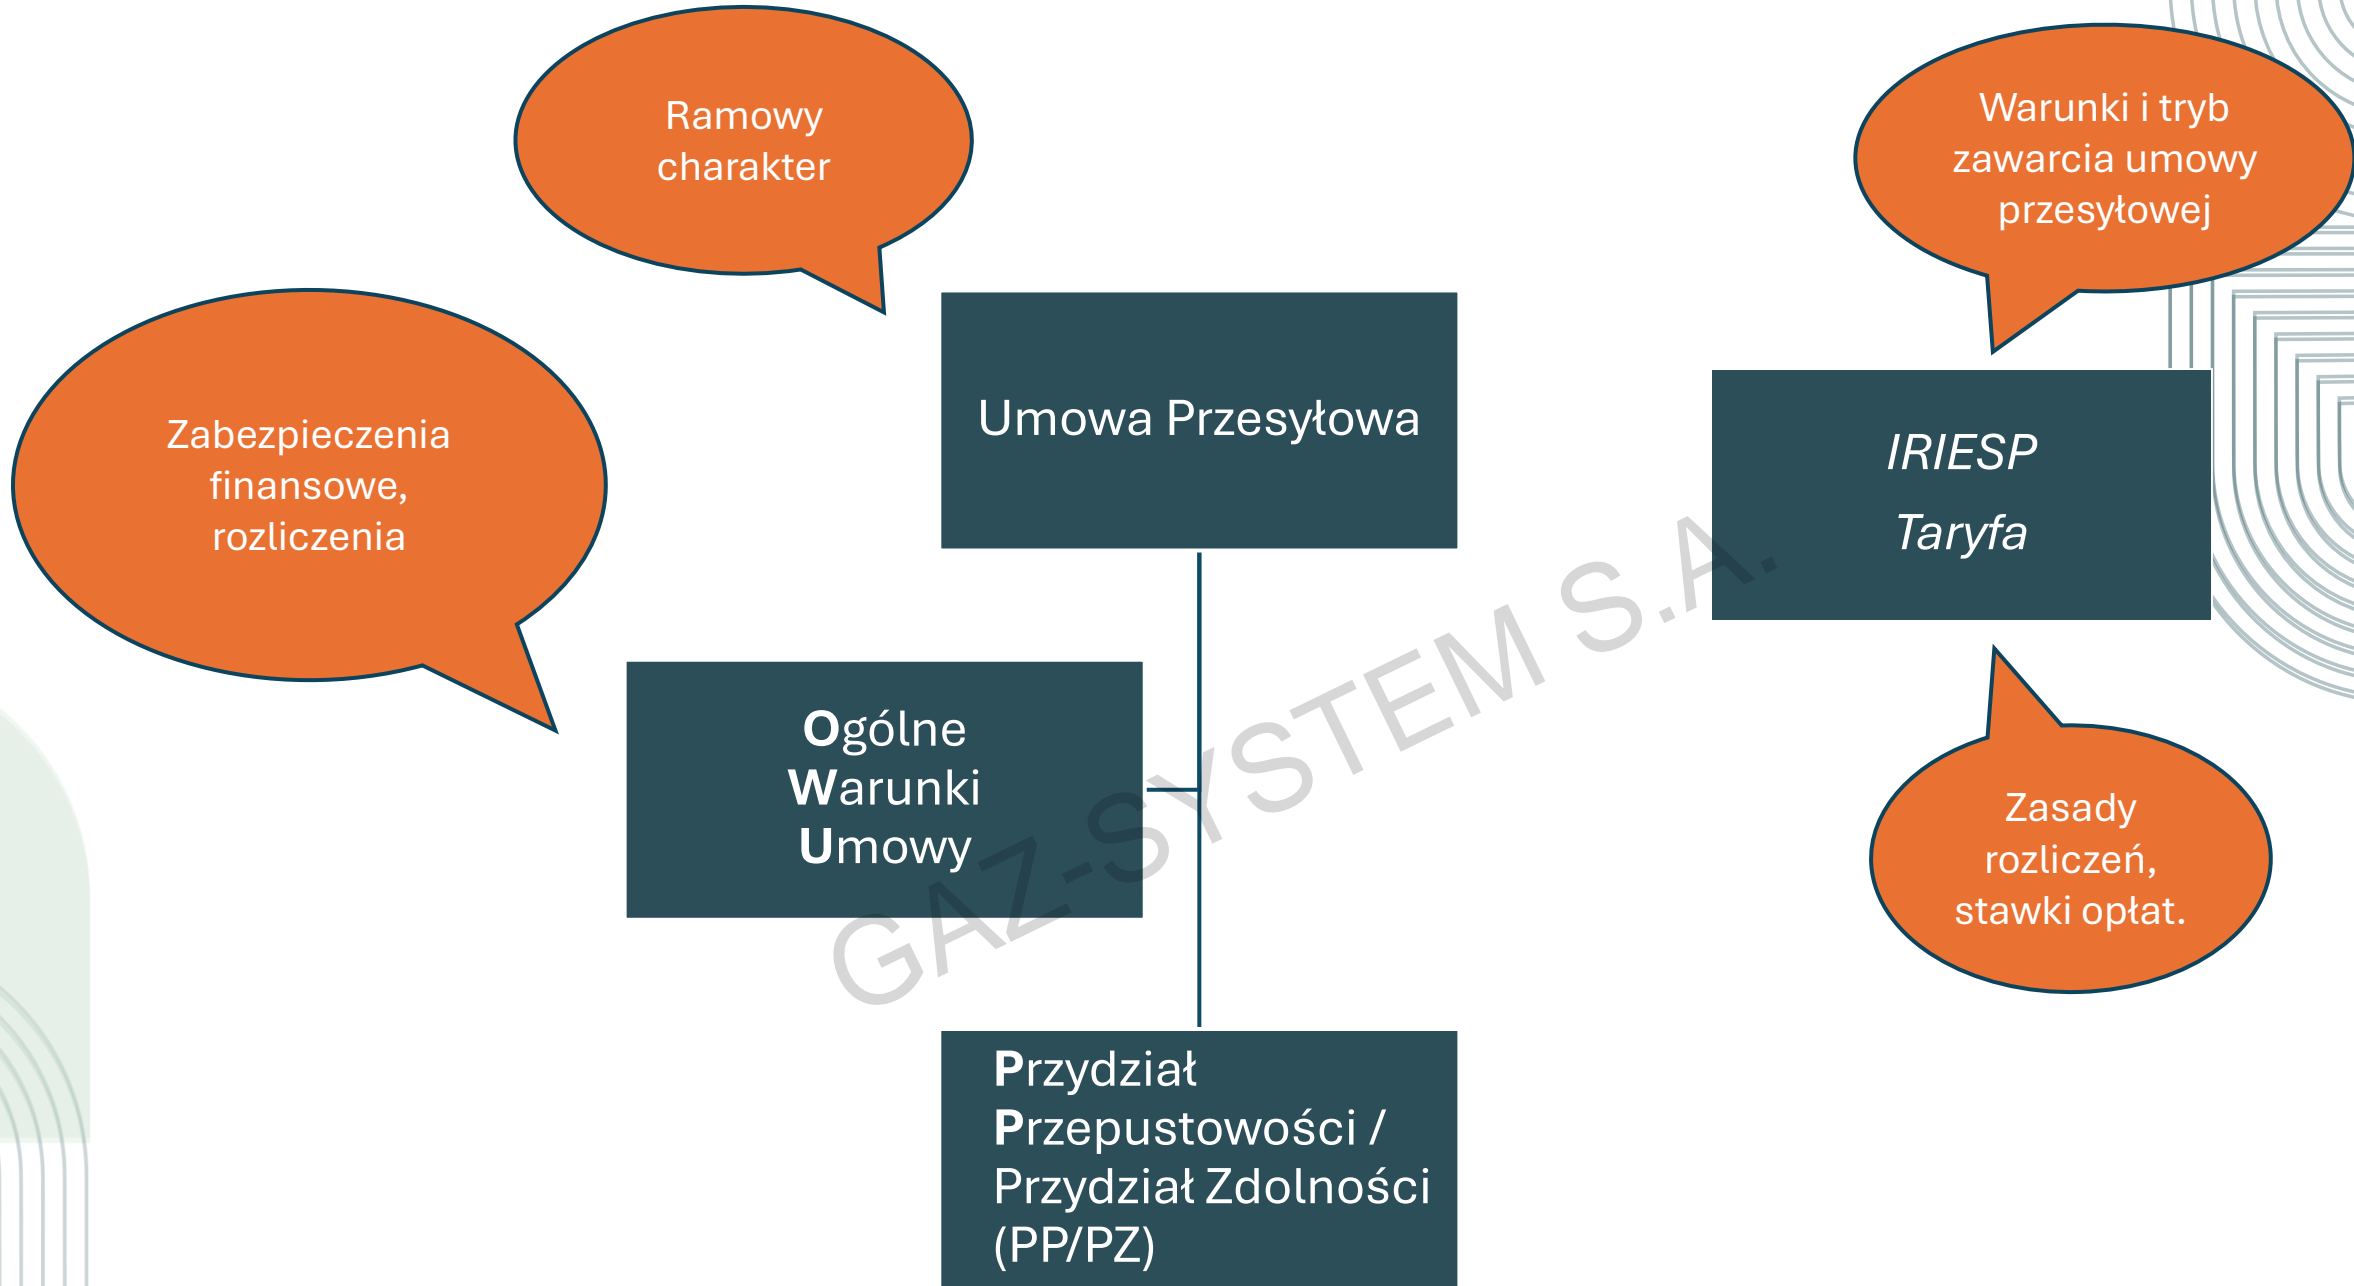 Ramowy
charakter
Warunki i tryb
zawarcia umowy
przesyłowej
Zabezpieczenia
finansowe,
rozliczenia
Umowa Przesyłowa
IRIESP
Taryfa
Ogólne
Warunki
Umowy
Zasady
rozliczeń,
stawki opłat.
Przydział
Przepustowości /
Przydział Zdolności
(PP/PZ)
GAZ-SYSTEM S.A.